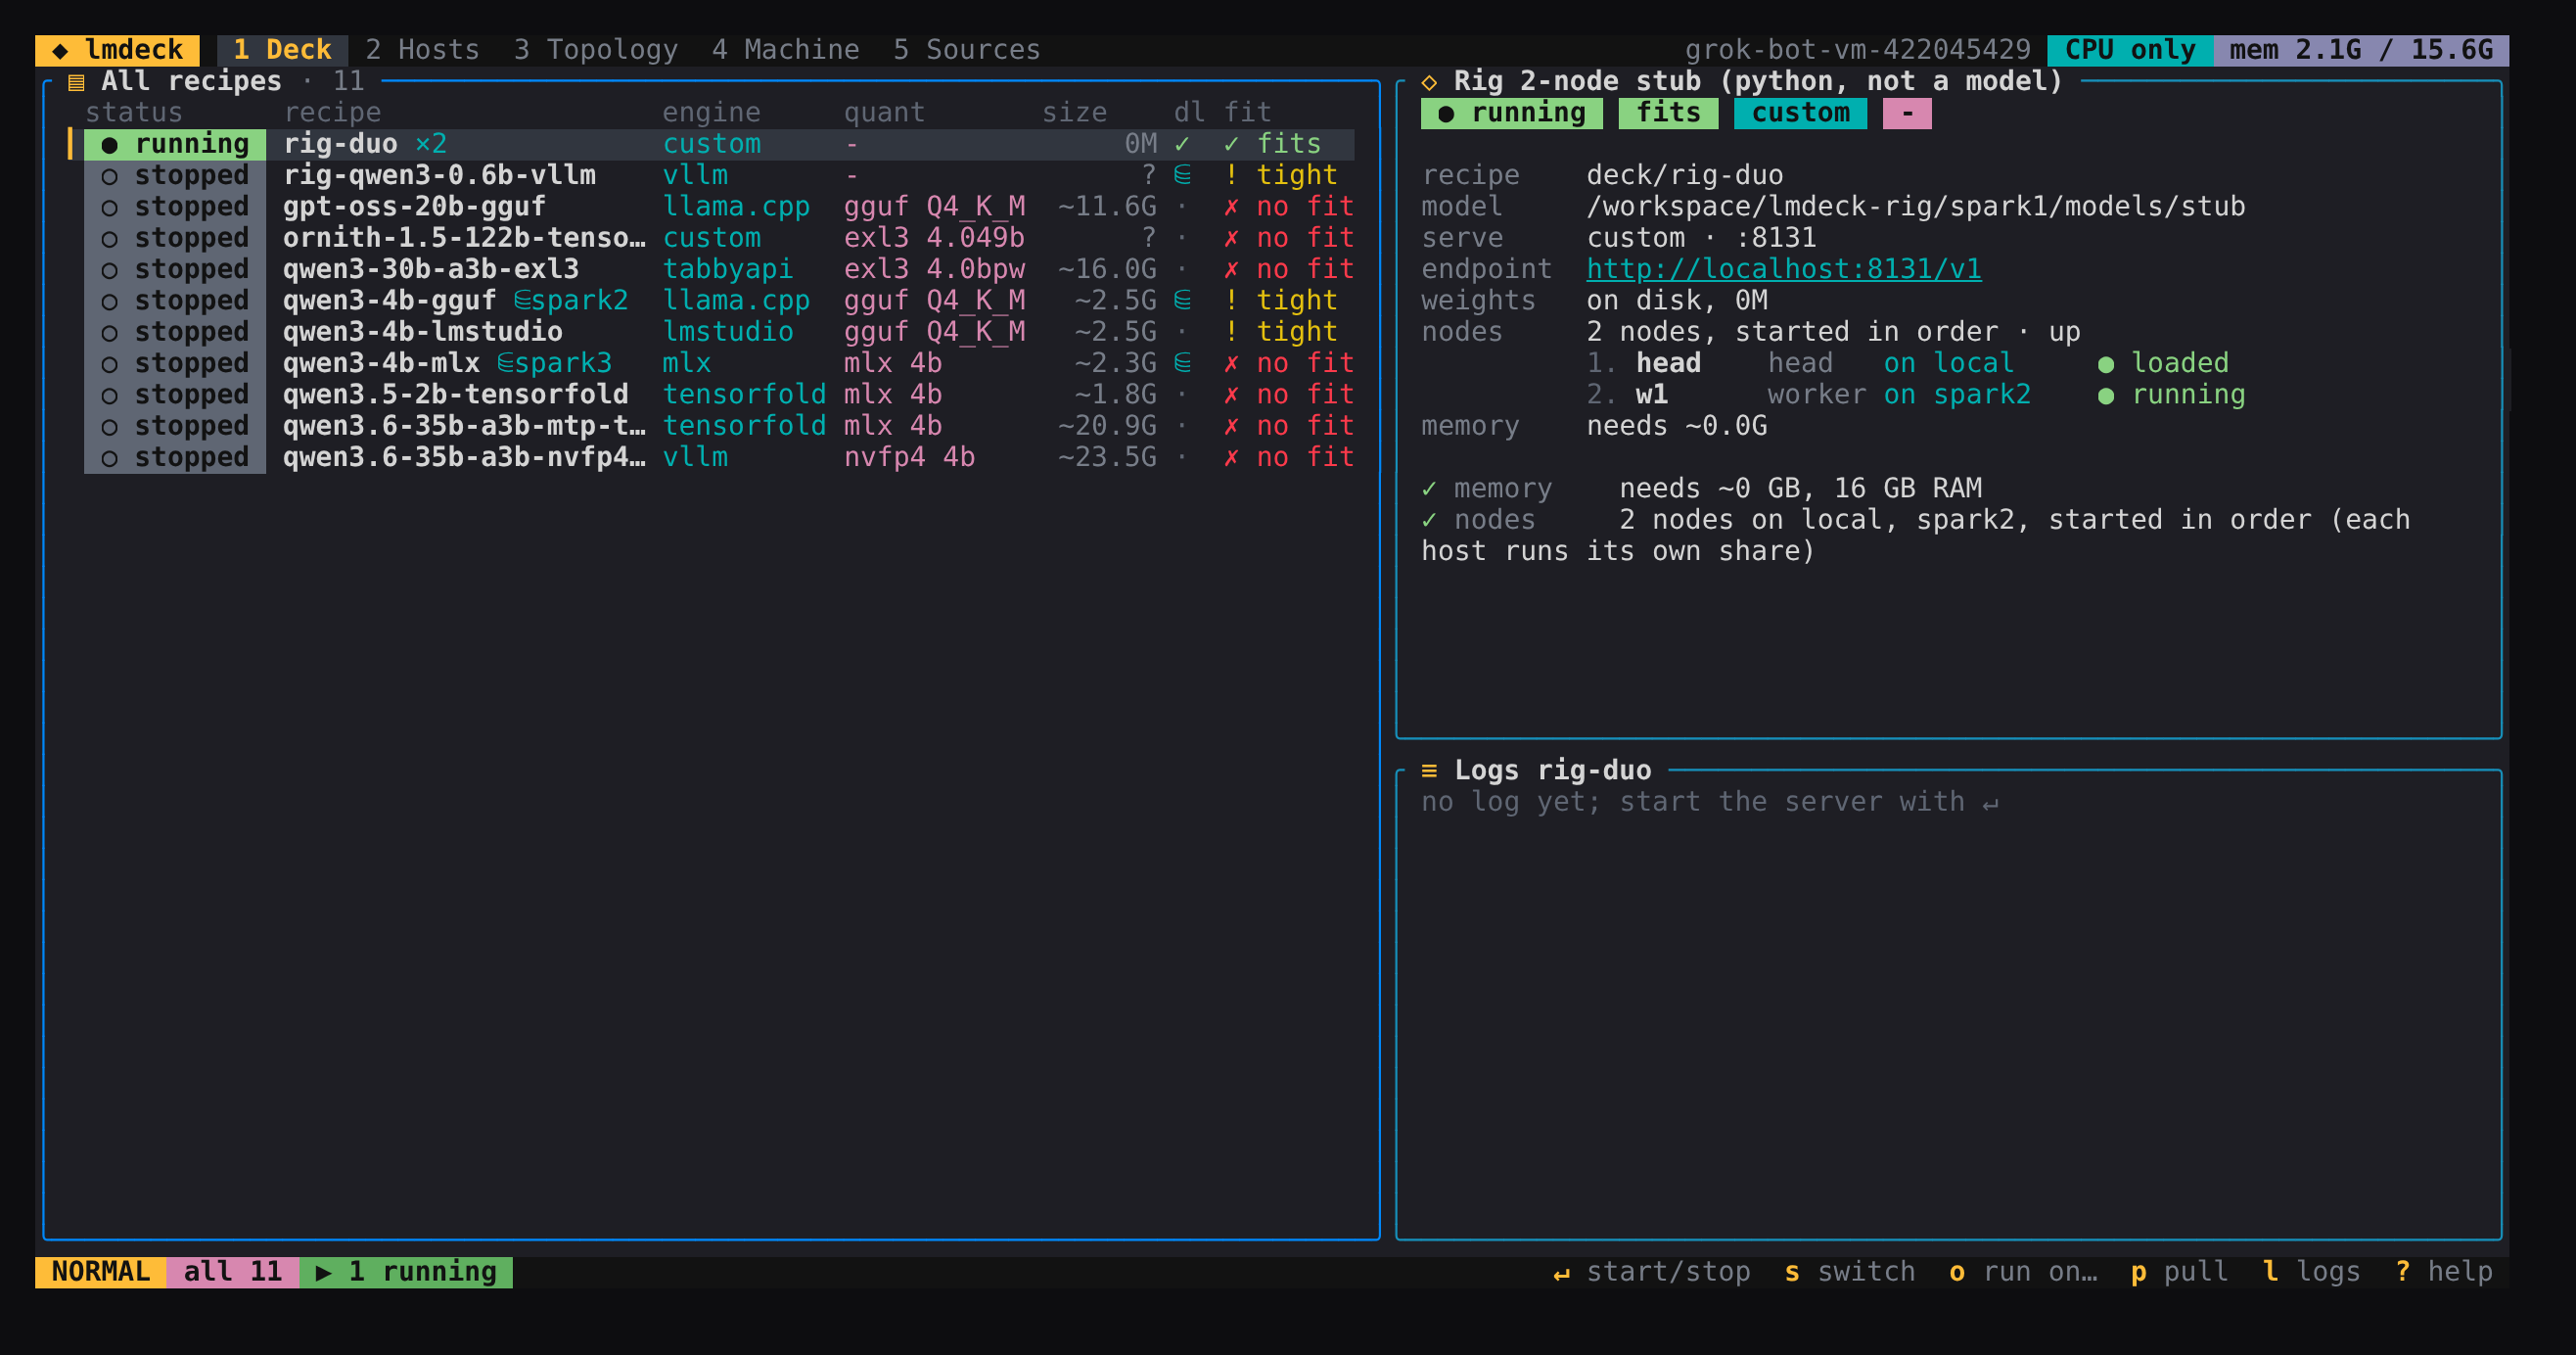 ◆ lmdeck 1 Deck 2 Hosts 3 Topology 4 Machine 5 Sources grok-bot-vm-422045429 CPU only mem 2.1G / 15.6G
▤ All recipes · 11
status recipe engine quant size dl fit
● running rig-duo ×2 custom - 0M ✓ ✓ fits
○ stopped rig-qwen3-0.6b-vllm vllm - ? ⛁ ! tight
○ stopped gpt-oss-20b-gguf llama.cpp gguf Q4_K_M ~11.6G · ✗ no fit
○ stopped ornith-1.5-122b-tenso… custom exl3 4.049b ? · ✗ no fit
○ stopped qwen3-30b-a3b-exl3 tabbyapi exl3 4.0bpw ~16.0G · ✗ no fit
○ stopped qwen3-4b-gguf ⛁spark2 llama.cpp gguf Q4_K_M ~2.5G ⛁ ! tight
○ stopped qwen3-4b-lmstudio lmstudio gguf Q4_K_M ~2.5G · ! tight
○ stopped qwen3-4b-mlx ⛁spark3 mlx mlx 4b ~2.3G ⛁ ✗ no fit
○ stopped qwen3.5-2b-tensorfold tensorfold mlx 4b ~1.8G · ✗ no fit
○ stopped qwen3.6-35b-a3b-mtp-t… tensorfold mlx 4b ~20.9G · ✗ no fit
○ stopped qwen3.6-35b-a3b-nvfp4… vllm nvfp4 4b ~23.5G · ✗ no fit
◇ Rig 2-node stub (python, not a model)
● running fits custom -
recipe deck/rig-duo
model /workspace/lmdeck-rig/spark1/models/stub
serve custom · :8131
endpoint http://localhost:8131/v1
weights on disk, 0M
nodes 2 nodes, started in order · up
1. head head on local ● loaded
2. w1 worker on spark2 ● running
memory needs ~0.0G
✓ memory needs ~0 GB, 16 GB RAM
✓ nodes 2 nodes on local, spark2, started in order (each
host runs its own share)
≡ Logs rig-duo
no log yet; start the server with ↵
NORMAL all 11 ▶ 1 running ↵ start/stop s switch o run on… p pull l logs ? help